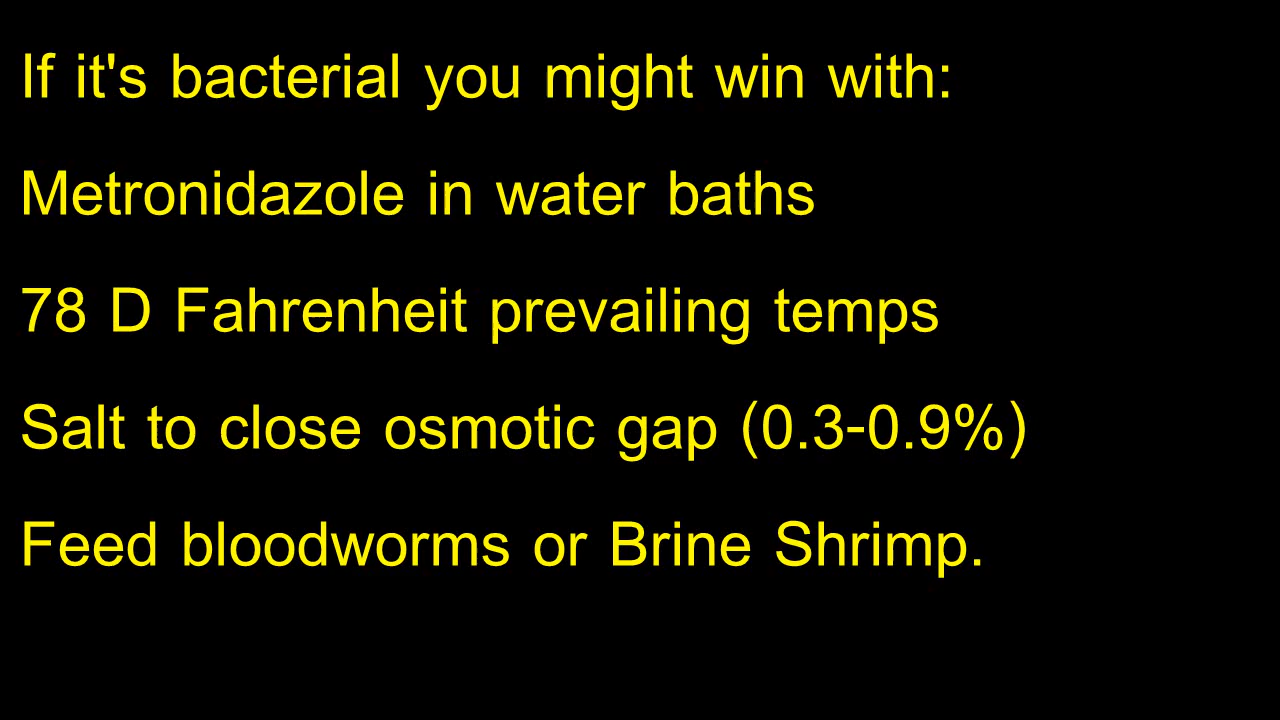 If it's bacterial you might win with:
Metronidazole in water baths
78 D Fahrenheit prevailing temps
Salt to close osmotic gap (0.3-0.9%)
Feed bloodworms or Brine Shrimp.